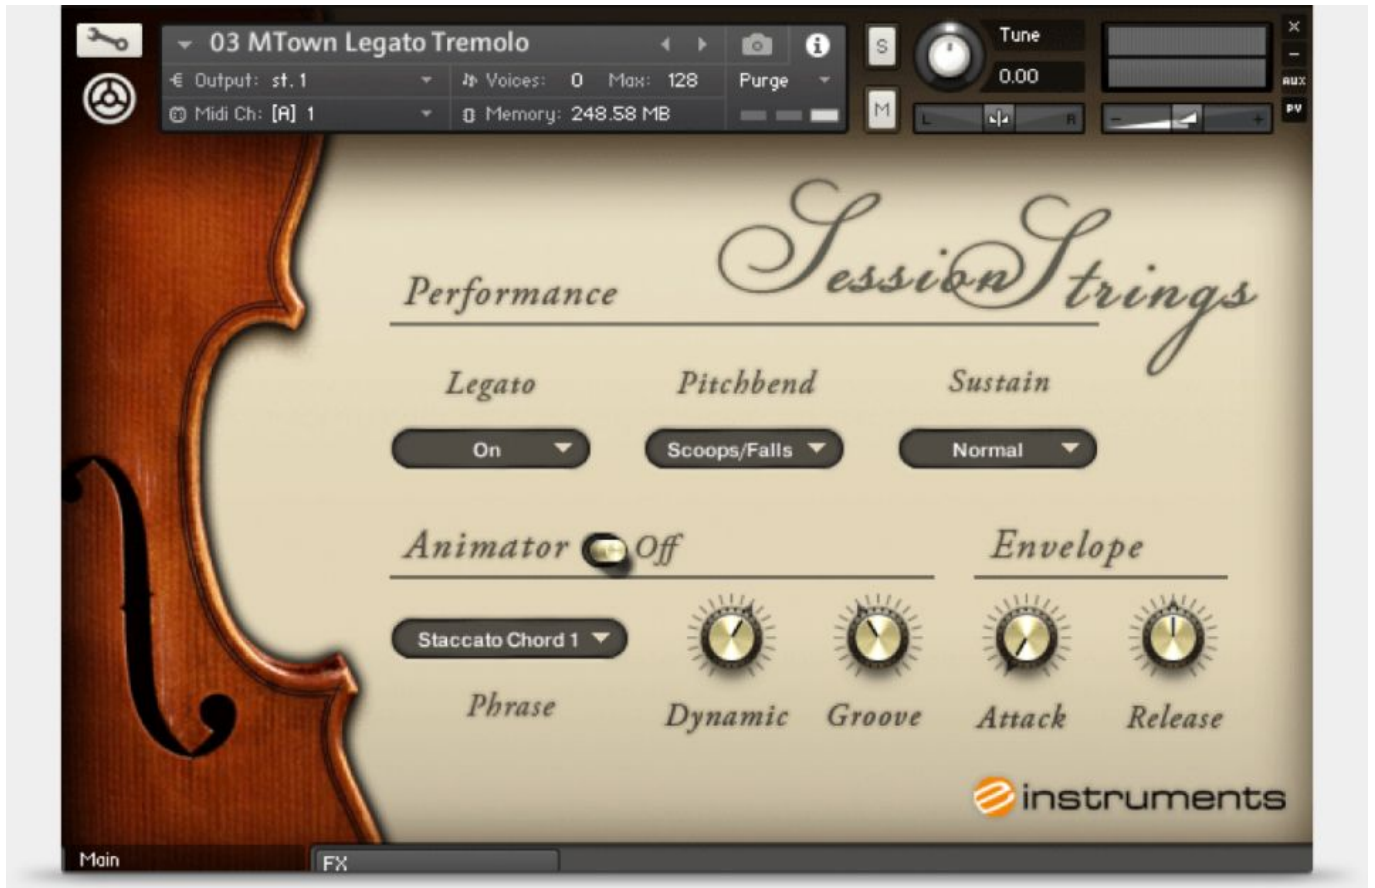 03 MTown Legato Tremolo
i
S
Tune
x
-
Output: st. 1
Voices: 0 Max: 128
Purge
0.00
AUX
Midi Ch: [A] 1
Memory: 248.58 MB
M
L
R
-
+
PV
Session Strings
Performance
Legato
Pitchbend
Sustain
On
Scoops/Falls
Normal
Animator
Off
Envelope
Staccato Chord 1
Phrase
Dynamic
Groove
Attack
Release
e instruments
Main
FX